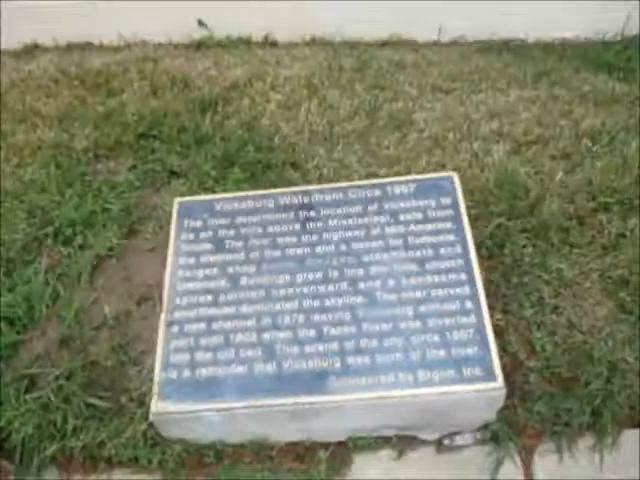 Vicksburg Waterfront Circa 1907
The river determined the location of Vicksburg to
be on the hills above the Mississippi, safe from
floods. The river was the highway of Mid-America,
the element of the town and a haven for flatboats,
barges, steamboats and
Buildings grew to line the hills, church
spires pointed heavenward, and a handsome
courthouse dominated the skyline. The river carved
a new channel in 1876 leaving without a
port until 1903 when the Yazoo River was diverted
into the old bed. This scene of the city, circa 1907,
is a reminder that Vicksburg was born of the river.
Sponsored by Ergon, Inc.